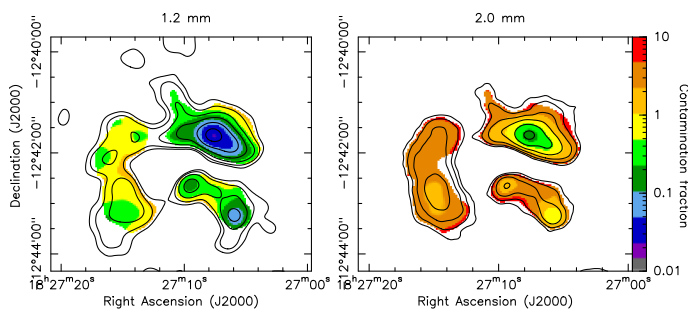 1.2 mm
2.0 mm
−12°40'00''
−12°42'00''
−12°44'00''
Declination (J2000)
16ʰ27ᵐ20ˢ
27ᵐ10ˢ
27ᵐ00ˢ
Right Ascension (J2000)
−12°40'00''
−12°42'00''
−12°44'00''
16ʰ27ᵐ20ˢ
27ᵐ10ˢ
27ᵐ00ˢ
Right Ascension (J2000)
10
1
0.1
0.01
Contamination fraction